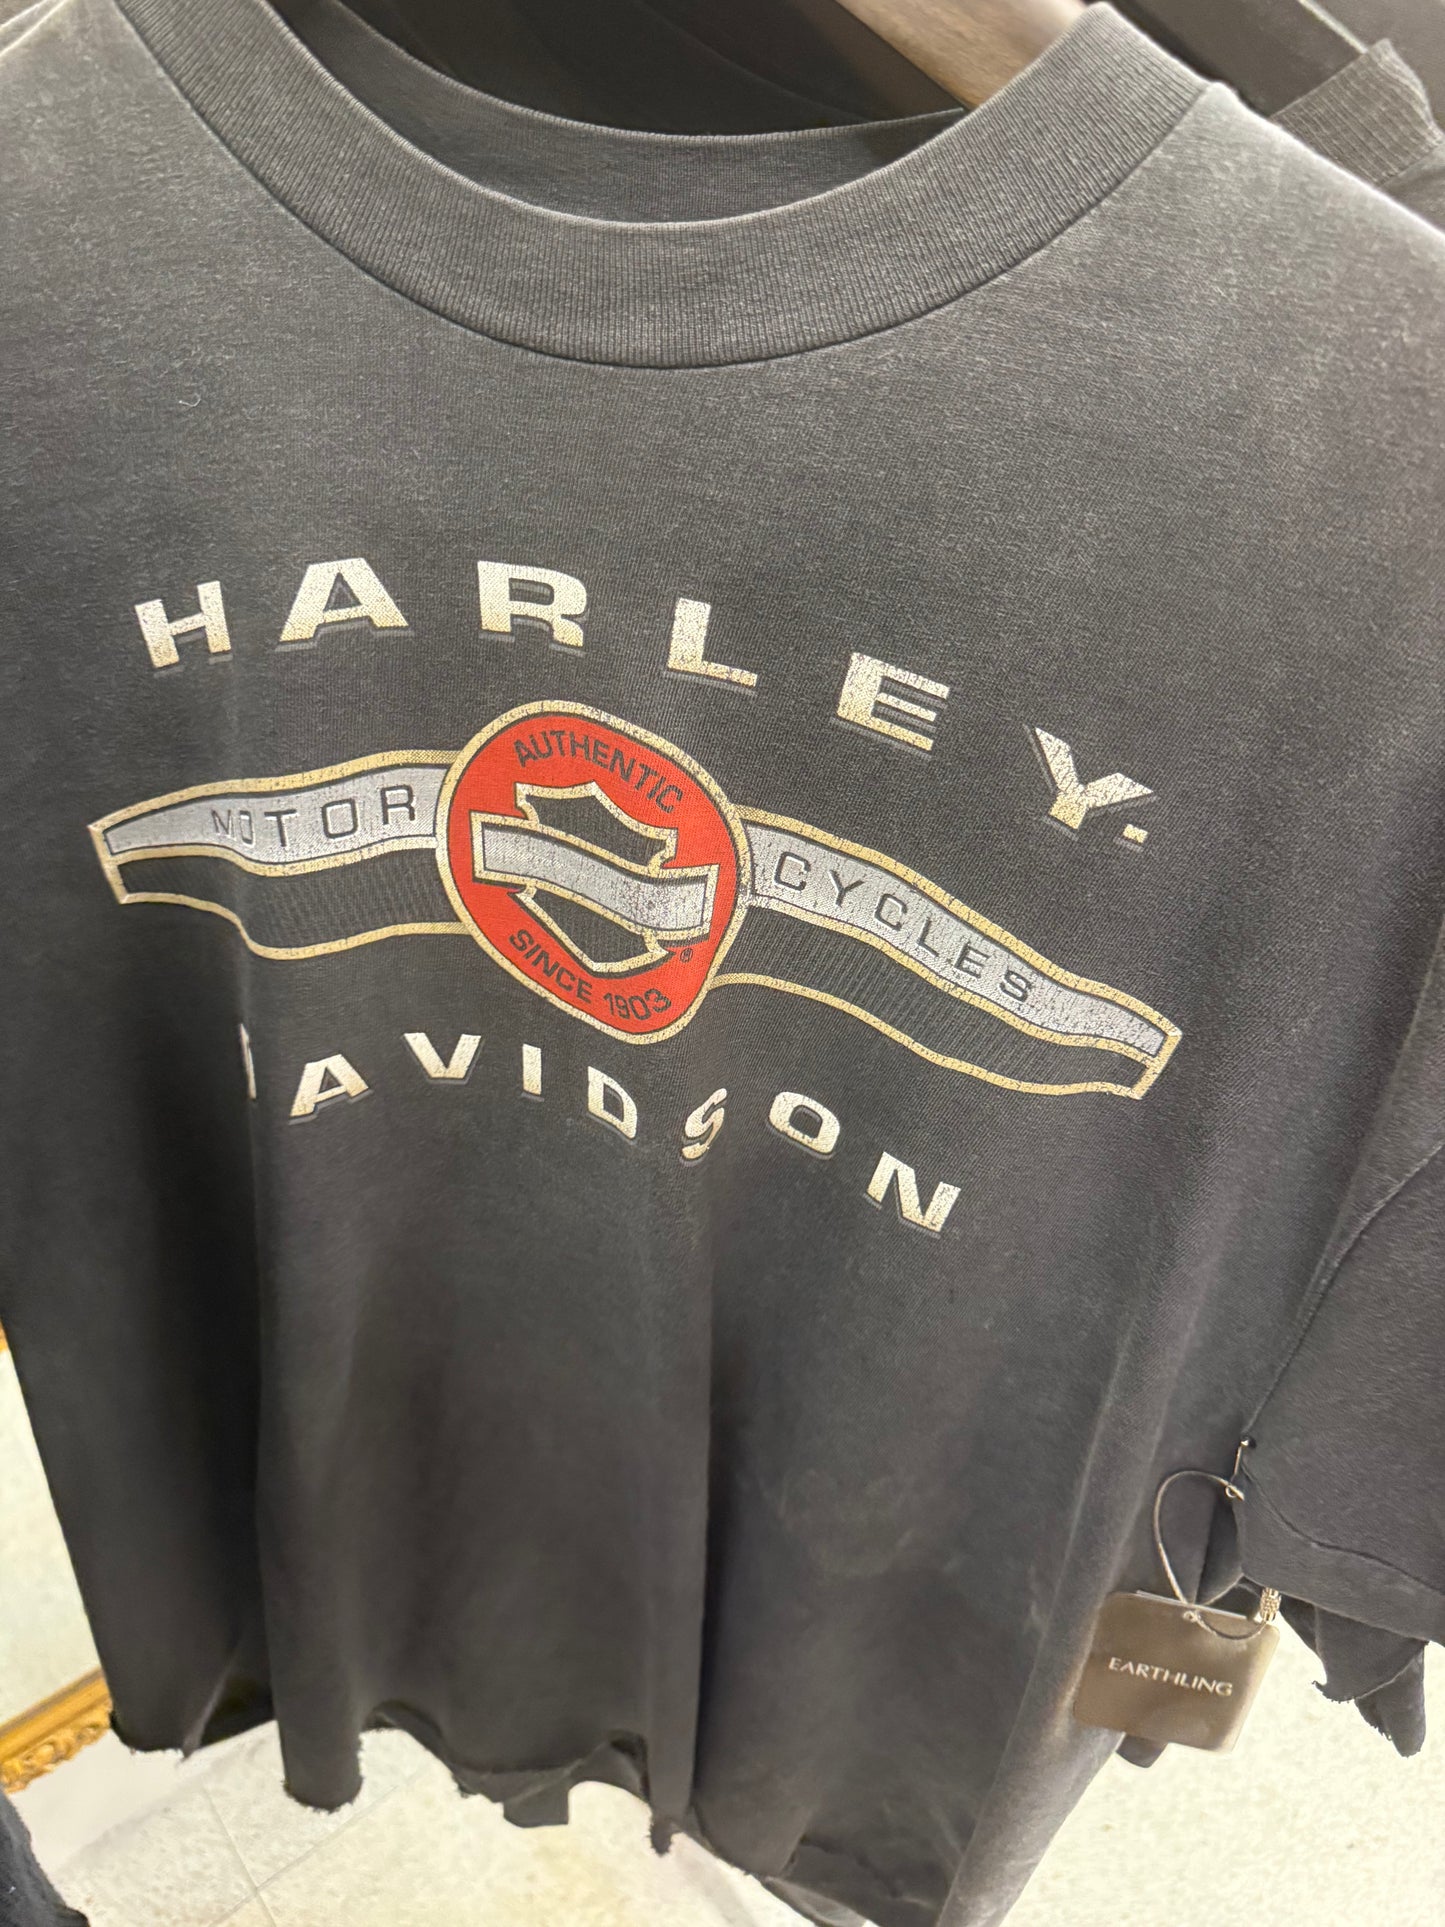 HARLEY.
AUTHENTIC
MOTOR CYCLES
SINCE 1903
®
DAVIDSON
EARTHLING